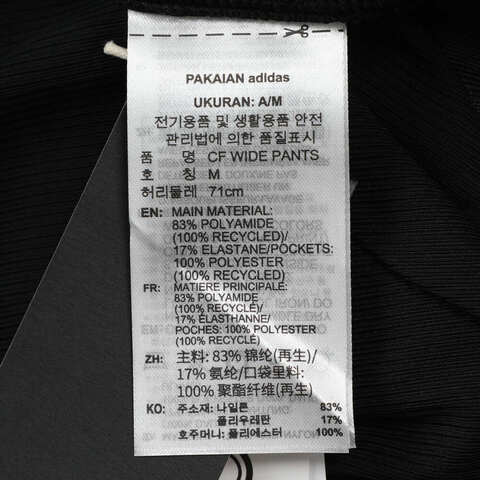 PAKAIAN adidas
UKURAN: A/M
전기용품 및 생활용품 안전
관리법에 의한 품질표시
품 명 CF WIDE PANTS
호 칭 M
허리둘레 71cm
EN: MAIN MATERIAL:
83% POLYAMIDE
(100% RECYCLED)/
17% ELASTANE/POCKETS:
100% POLYESTER
(100% RECYCLED)
FR: MATIERE PRINCIPALE:
83% POLYAMIDE
(100% RECYCLÉ)/
17% ÉLASTHANNE/
POCHES: 100% POLYESTER
(100% RECYCLÉ)
ZH: 主料: 83% 锦纶(再生)/
17% 氨纶/口袋里料:
100% 聚酯纤维(再生)
KO: 주소재: 나일론 83%
폴리우레탄 17%
호주머니: 폴리에스터 100%